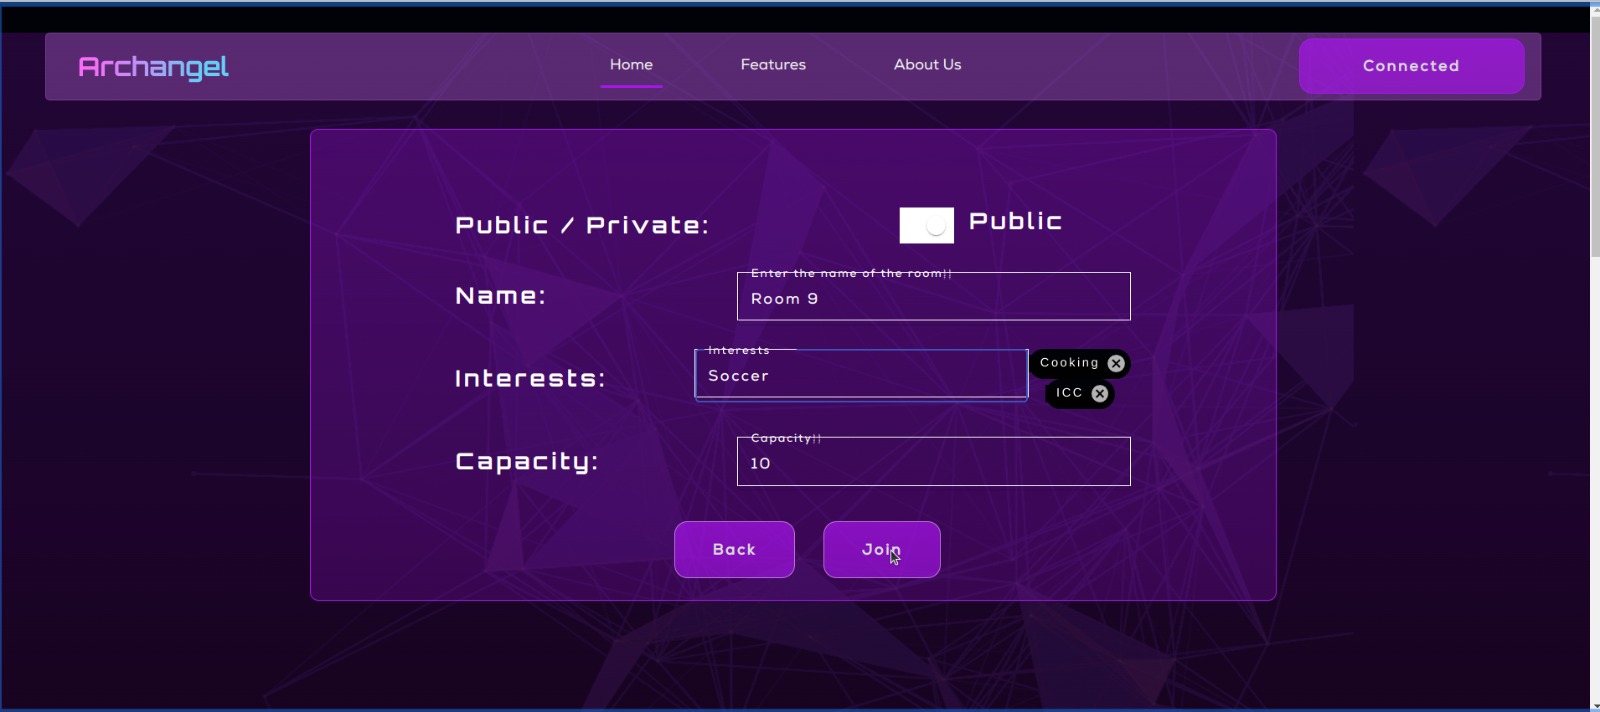 Archangel
Home Features About Us
Connected
Public / Private: Public
Enter the name of the room
Name: Room 9
Interests
Interests: Soccer
Cooking
ICC
Capacity
Capacity: 10
Back Join